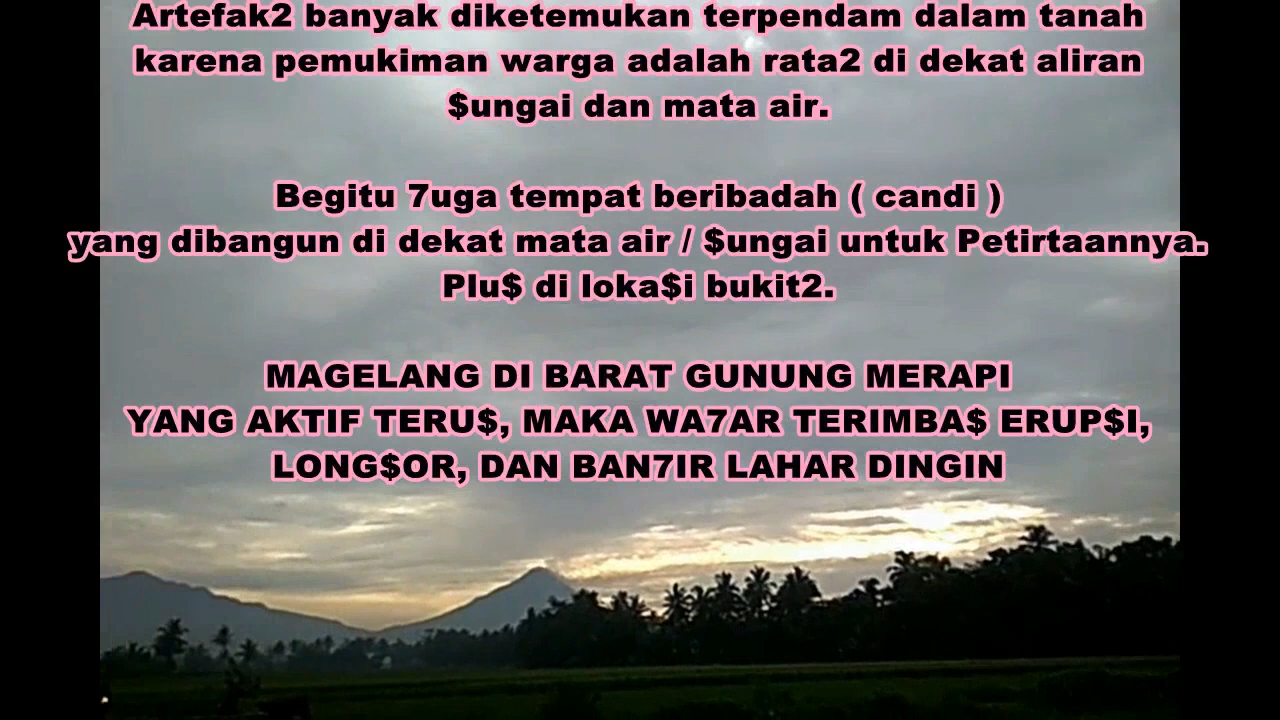 Artefak2 banyak diketemukan terpendam dalam tanah
karena pemukiman warga adalah rata2 di dekat aliran
$ungai dan mata air.
Begitu 7uga tempat beribadah ( candi )
yang dibangun di dekat mata air / $ungai untuk Petirtaannya.
Plu$ di loka$i bukit2.
MAGELANG DI BARAT GUNUNG MERAPI
YANG AKTIF TERU$, MAKA WA7AR TERIMBA$ ERUP$I,
LONG$OR, DAN BAN7IR LAHAR DINGIN